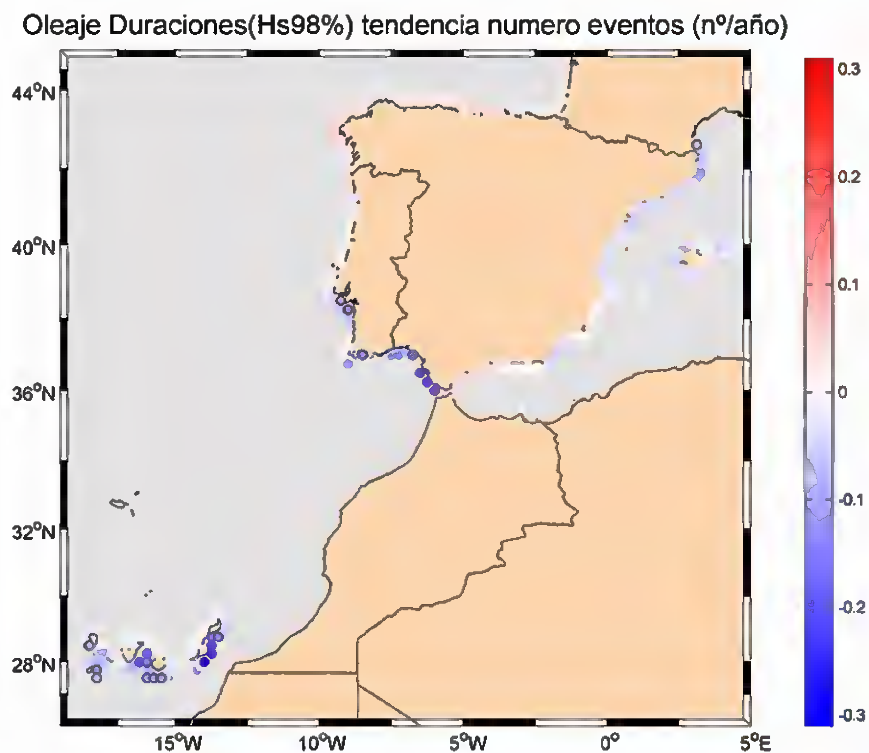 Oleaje Duraciones(Hs98%) tendencia numero eventos (nº/año)
44°N
40°N
36°N
32°N
28°N
15°W
10°W
5°W
0°
5°E
0.3
0.2
0.1
0
-0.1
-0.2
-0.3